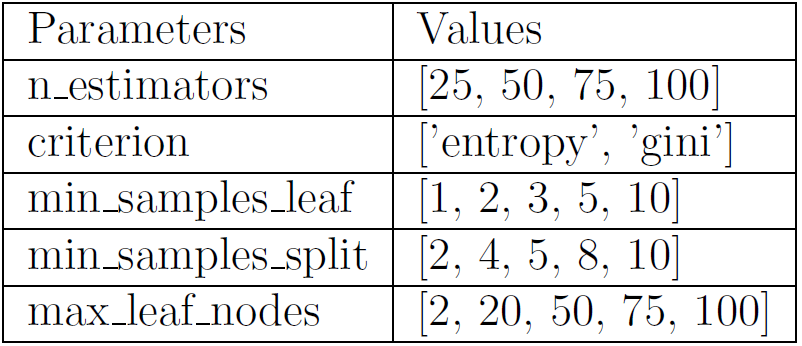 Parameters Values
n_estimators [25, 50, 75, 100]
criterion ['entropy', 'gini']
min_samples_leaf [1, 2, 3, 5, 10]
min_samples_split [2, 4, 5, 8, 10]
max_leaf_nodes [2, 20, 50, 75, 100]